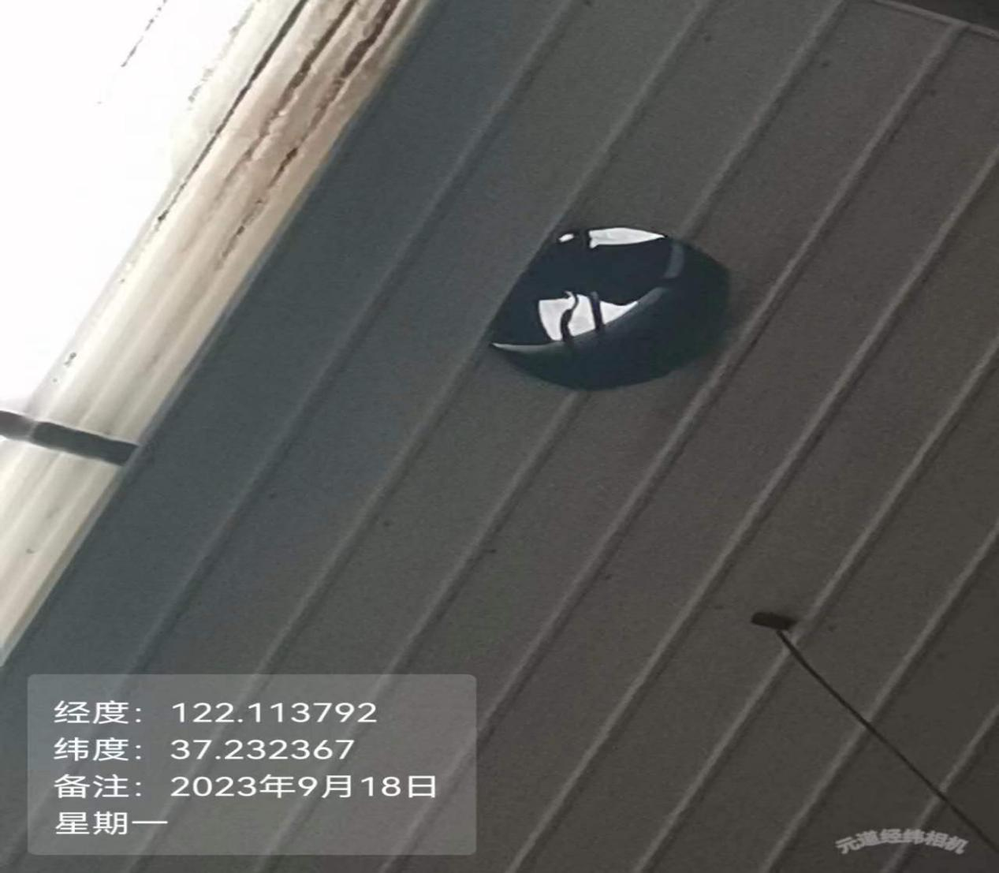 经度： 122.113792
纬度： 37.232367
备注： 2023年9月18日
星期一
元道经纬相机